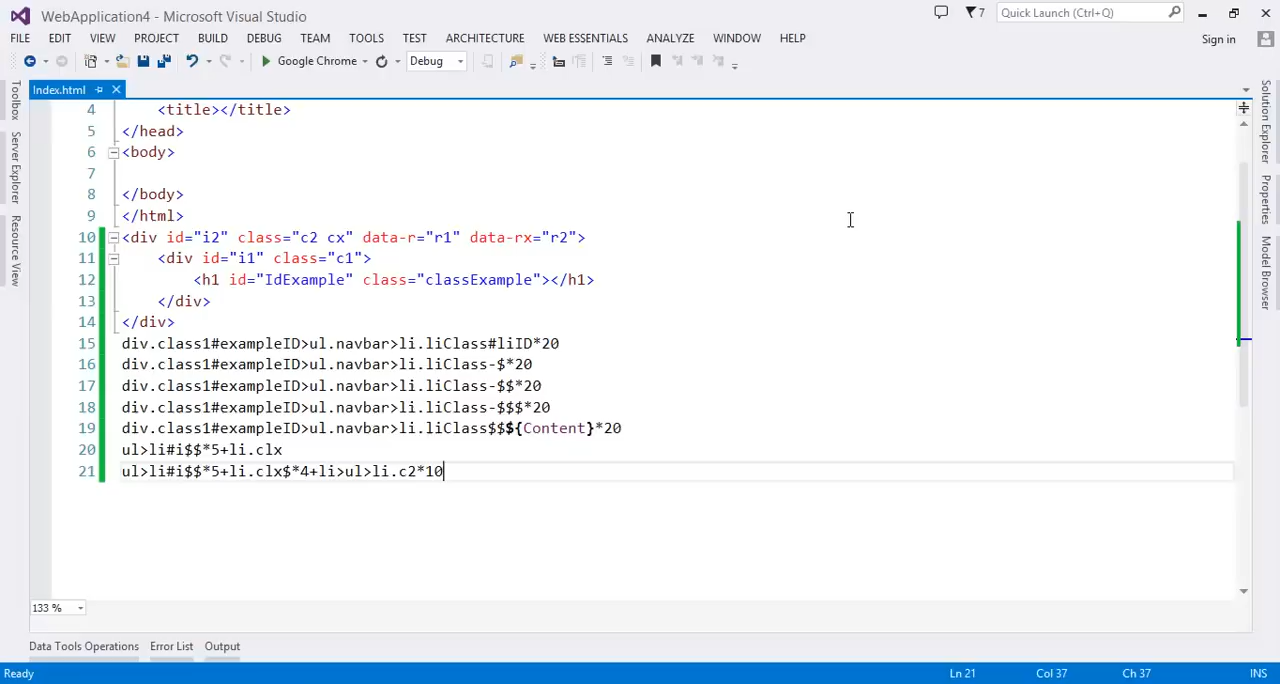 WebApplication4 - Microsoft Visual Studio
7
Quick Launch (Ctrl+Q)
FILE EDIT VIEW PROJECT BUILD DEBUG TEAM TOOLS TEST ARCHITECTURE WEB ESSENTIALS ANALYZE WINDOW HELP
Sign in
Google Chrome Debug
Toolbox
Server Explorer
Resource View
Index.html
4 <title></title>
5 </head>
6 <body>
7
8 </body>
9 </html>
10 <div id="i2" class="c2 cx" data-r="r1" data-rx="r2">
11 <div id="i1" class="c1">
12 <h1 id="IdExample" class="classExample"></h1>
13 </div>
14 </div>
15 div.class1#exampleID>ul.navbar>li.liClass#liID*20
16 div.class1#exampleID>ul.navbar>li.liClass-$*20
17 div.class1#exampleID>ul.navbar>li.liClass-$$*20
18 div.class1#exampleID>ul.navbar>li.liClass-$$$*20
19 div.class1#exampleID>ul.navbar>li.liClass$$${Content}*20
20 ul>li#i$$*5+li.clx
21 ul>li#i$$*5+li.clx$*4+li>ul>li.c2*10
Solution Explorer
Properties
Model Browser
133 %
Data Tools Operations Error List Output
Ready Ln 21 Col 37 Ch 37 INS